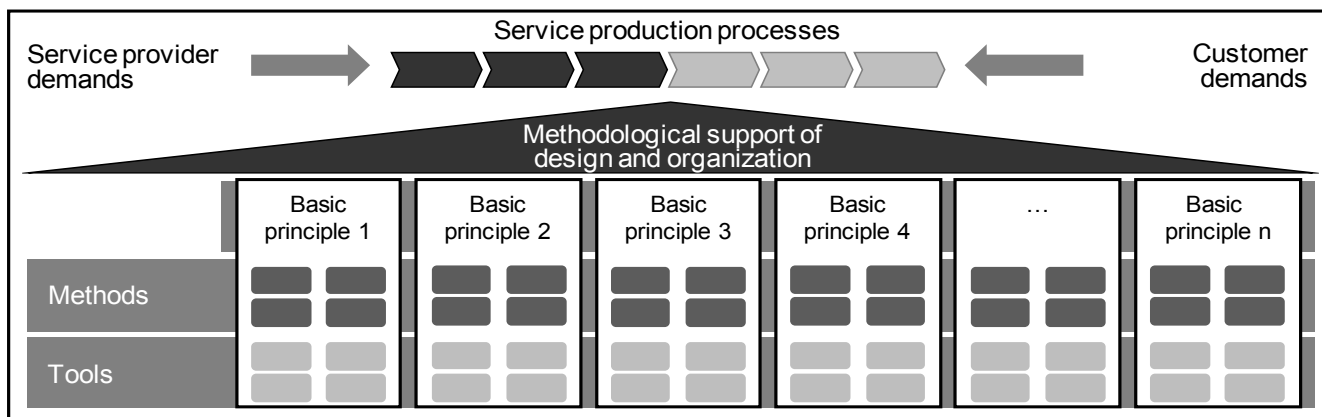 Service production processes
Service provider
demands
Customer
demands
Methodological support of
design and organization
Basic
principle 1
Basic
principle 2
Basic
principle 3
Basic
principle 4
…
Basic
principle n
Methods
Tools